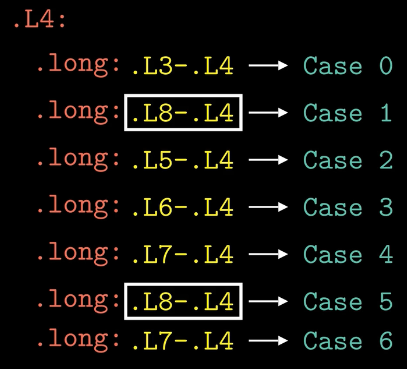 .L4:
.long: .L3-.L4 → Case 0
.long: .L8-.L4 → Case 1
.long: .L5-.L4 → Case 2
.long: .L6-.L4 → Case 3
.long: .L7-.L4 → Case 4
.long: .L8-.L4 → Case 5
.long: .L7-.L4 → Case 6